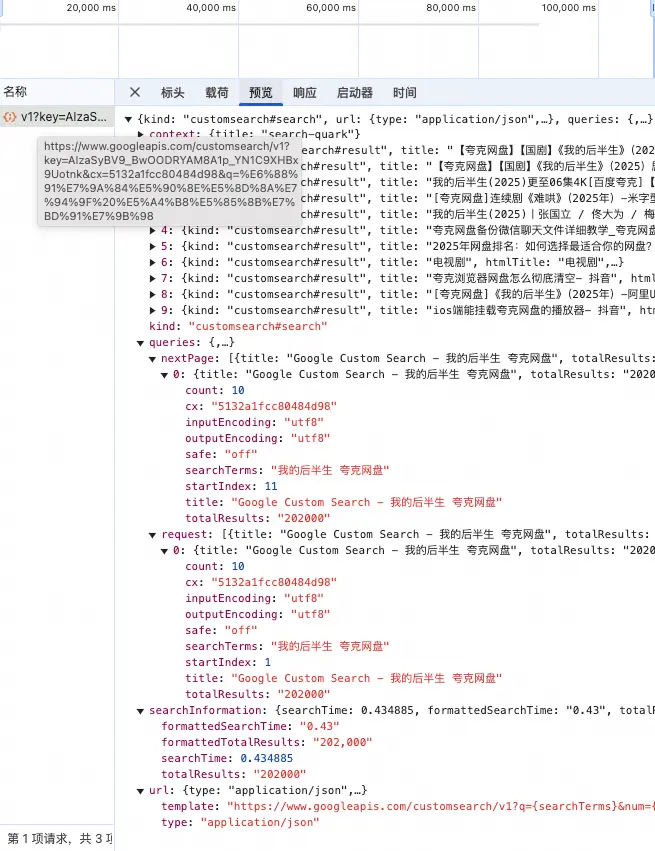 20,000 ms 40,000 ms 60,000 ms 80,000 ms 100,000 ms
名称 标头 载荷 预览 响应 启动器 时间
v1?key=AIzaS...
https://www.googleapis.com/customsearch/v1?
key=AIzaSyBV9_BwOODRYAM8A1p_YN1C9XHBx
9Uotnk&cx=5132a1fcc80484d98&q=%E6%88%
91%E7%9A%84%E5%90%8E%E5%8D%8A%E7
%94%9F%20%E5%A4%B8%E5%85%8B%E7%
BD%91%E7%9B%98
{kind: "customsearch#search", url: {type: "application/json",…}, queries: {,…}
context: {title: "search-quark"}
search#result", title: "【夸克网盘】【国剧】《我的后半生》(202
search#result", title: "【夸克网盘】【国剧】《我的后半生》(2025)
search#result", title: "我的后半生(2025)更至06集4K[百度夸克]【
search#result", title: "[夸克网盘]连续剧《难哄》(2025年) -米字
search#result", title: "我的后半生(2025)丨张国立 / 佟大为 / 梅
4: {kind: "customsearch#result", title: "夸克网盘备份微信聊天文件详细教学_夸克网盘
5: {kind: "customsearch#result", title: "2025年网盘排名: 如何选择最适合你的网盘?
6: {kind: "customsearch#result", title: "电视剧", htmlTitle: "电视剧",…}
7: {kind: "customsearch#result", title: "夸克浏览器网盘怎么彻底清空- 抖音", html
8: {kind: "customsearch#result", title: "[夸克网盘]《我的后半生》(2025年) -阿里U
9: {kind: "customsearch#result", title: "ios端能挂载夸克网盘的播放器- 抖音", htm
kind: "customsearch#search"
queries: {,…}
nextPage: [{title: "Google Custom Search - 我的后半生 夸克网盘", totalResults:
0: {title: "Google Custom Search - 我的后半生 夸克网盘", totalResults: "2020
count: 10
cx: "5132a1fcc80484d98"
inputEncoding: "utf8"
outputEncoding: "utf8"
safe: "off"
searchTerms: "我的后半生 夸克网盘"
startIndex: 11
title: "Google Custom Search - 我的后半生 夸克网盘"
totalResults: "202000"
request: [{title: "Google Custom Search - 我的后半生 夸克网盘", totalResults:
0: {title: "Google Custom Search - 我的后半生 夸克网盘", totalResults: "2020
count: 10
cx: "5132a1fcc80484d98"
inputEncoding: "utf8"
outputEncoding: "utf8"
safe: "off"
searchTerms: "我的后半生 夸克网盘"
startIndex: 1
title: "Google Custom Search - 我的后半生 夸克网盘"
totalResults: "202000"
searchInformation: {searchTime: 0.434885, formattedSearchTime: "0.43", totalR
formattedSearchTime: "0.43"
formattedTotalResults: "202,000"
searchTime: 0.434885
totalResults: "202000"
url: {type: "application/json",…}
template: "https://www.googleapis.com/customsearch/v1?q={searchTerms}&num={
type: "application/json"
第 1 项请求，共 3 项